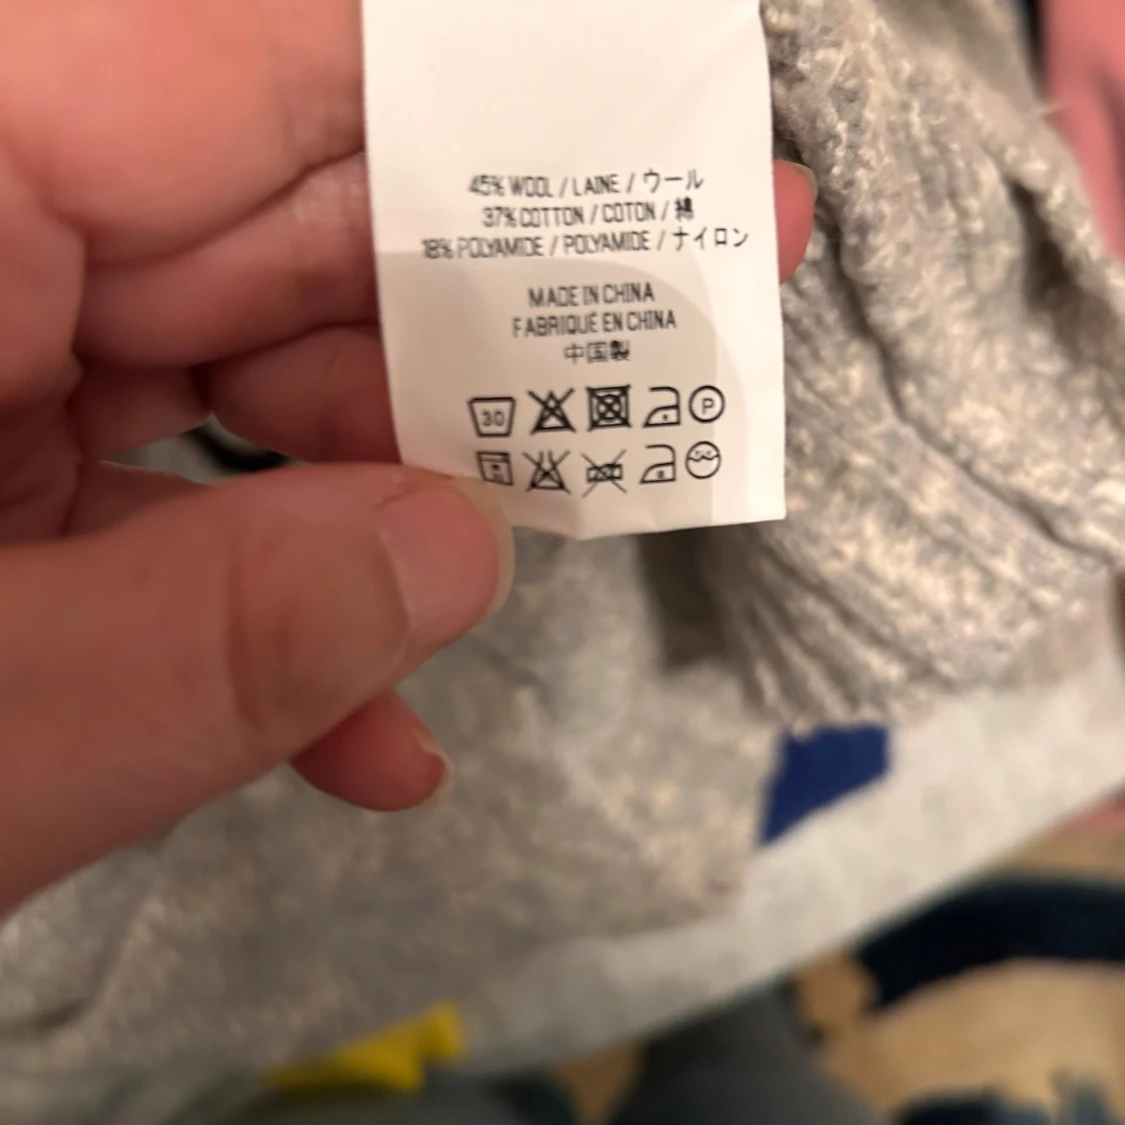 45% WOOL / LAINE / ウール
37% COTTON / COTON / 綿
18% POLYAMIDE / POLYAMIDE / ナイロン
MADE IN CHINA
FABRIQUÉ EN CHINA
中国製
30 P